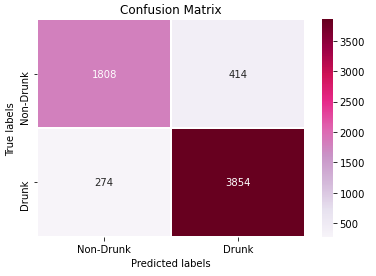 Confusion Matrix
True labels
Non-Drunk
Drunk
1808
414
274
3854
Non-Drunk
Drunk
Predicted labels
3500
3000
2500
2000
1500
1000
500